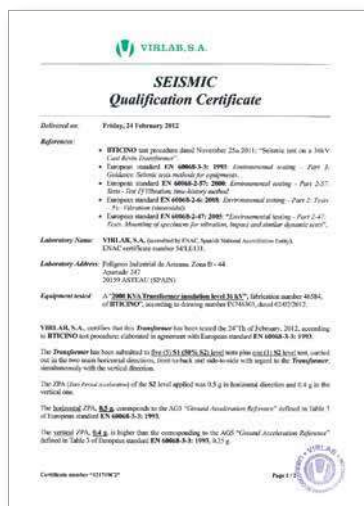 VIRLAB, S.A.
SEISMIC
Qualification Certificate
Delivered on: Friday, 24 February 2012
References:
• BTICINO test procedure dated November 25th 2011: "Seismic test on a 36kV
Cast Resin Transformer".
• European standard EN 60068-3-3: 1993: Environmental testing - Part 3:
Guidance. Seismic tests methods for equipments.
• European standard EN 60068-2-57: 2000: Environmental testing - Part 2-57:
Tests - Test Ff:Vibration; time-history method
• European standard EN 60068-2-6: 2008: Environmental testing - Part 2: Tests
- Fc: Vibration (sinusoidal).
• European standard EN 60068-2-47: 2005: "Environmental testing - Part 2-47:
Tests. Mounting of specimens for vibration, impact and similar dynamic tests".
Laboratory Name: VIRLAB, S.A. (accredited by ENAC, Spanish National Accreditation Entity).
ENAC certificate number 54/LE131.
Laboratory Address: Polígono Industrial de Asteasu, Zona B - 44
Apartado 247
20159 ASTEASU (SPAIN)
Equipment tested A "2000 KVA Transformer insulation level 36 kV", fabrication number
of "BTICINO", according to drawing number dated 02/02/2012.
VIRLAB, S.A., certifies that this Transformer has been tested the 24'Th of February, 2012, according
to BTICINO test procedure elaborated in agreement with European standard EN 60068-3-3: 1993.
The Transformer has been submitted to five (5) S1 (50% S2) level tests plus one (1) S2 level test, carried
out in the two main horizontal directions, front-to-back and side-to-side with regard to the Transformer,
simultaneously with the vertical direction.
The ZPA (Zero Period acceleration) of the S2 level applied was 0.5 g in horizontal direction and 0.4 g in the
vertical one.
The horizontal ZPA, 0.5 g, corresponds to the AG5 "Ground Acceleration Reference" defined in Table 3
of European standard EN 60068-3-3: 1993.
The vertical ZPA, 0.4 g, is higher than the corresponding to the AG5 "Ground Acceleration Reference"
defined in Table 3 of European standard EN 60068-3-3: 1993, 0.25 g.
Certificate number
Page 1 /
VIRLAB